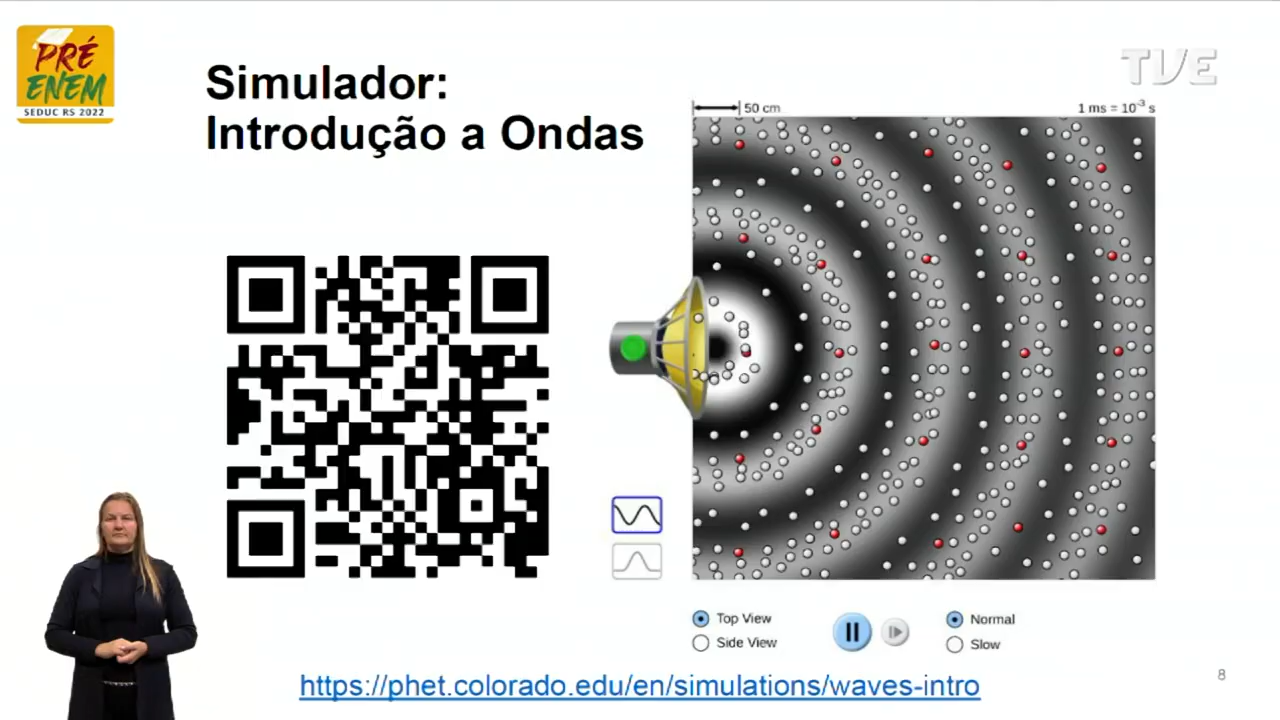 PRÉ
ENEM
SEDUC RS 2022
Simulador:
Introdução a Ondas
TVE
50 cm
1 ms = 10⁻³ s
Top View
Side View
Normal
Slow
https://phet.colorado.edu/en/simulations/waves-intro
8